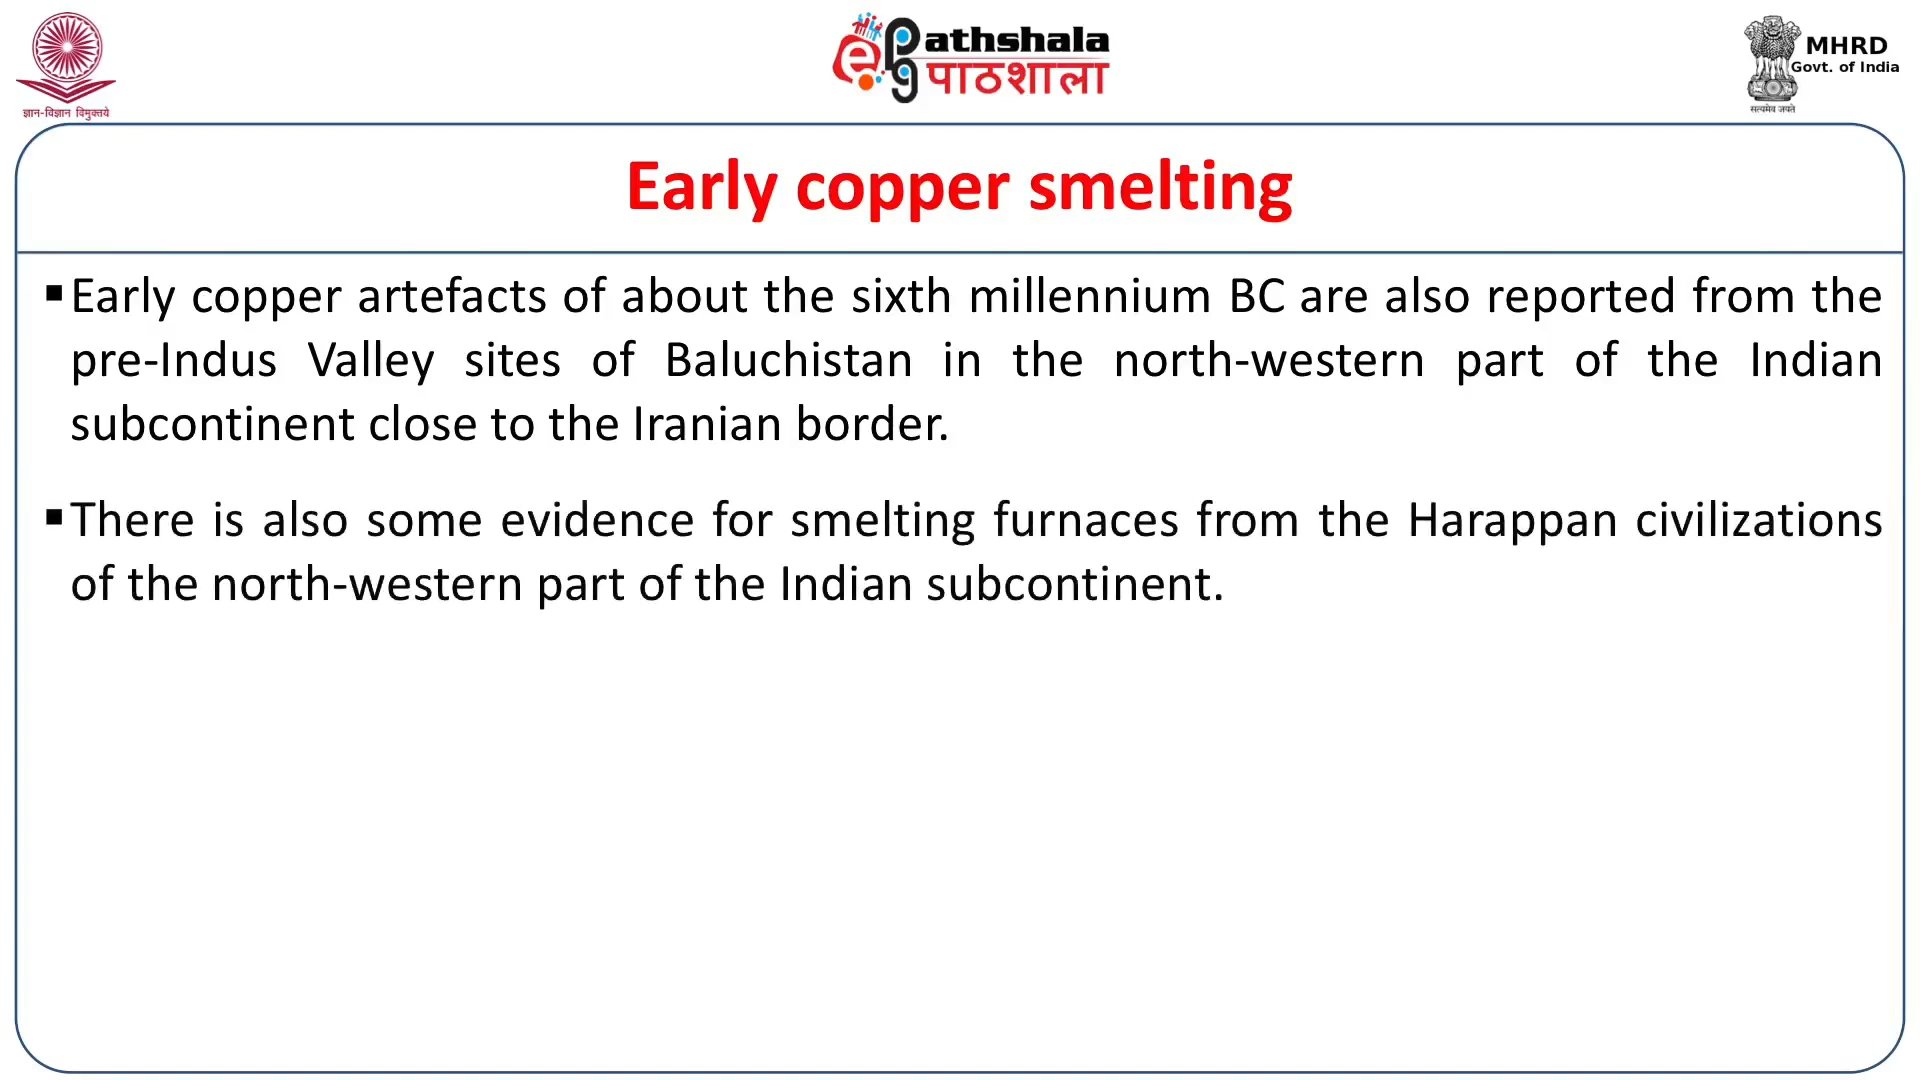 ज्ञान-विज्ञान विमुक्तये
ePG Pathshala
पाठशाला
MHRD
Govt. of India
सत्यमेव जयते
Early copper smelting
▪Early copper artefacts of about the sixth millennium BC are also reported from the
pre-Indus Valley sites of Baluchistan in the north-western part of the Indian
subcontinent close to the Iranian border.
▪There is also some evidence for smelting furnaces from the Harappan civilizations
of the north-western part of the Indian subcontinent.